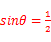 sinθ = 1/2